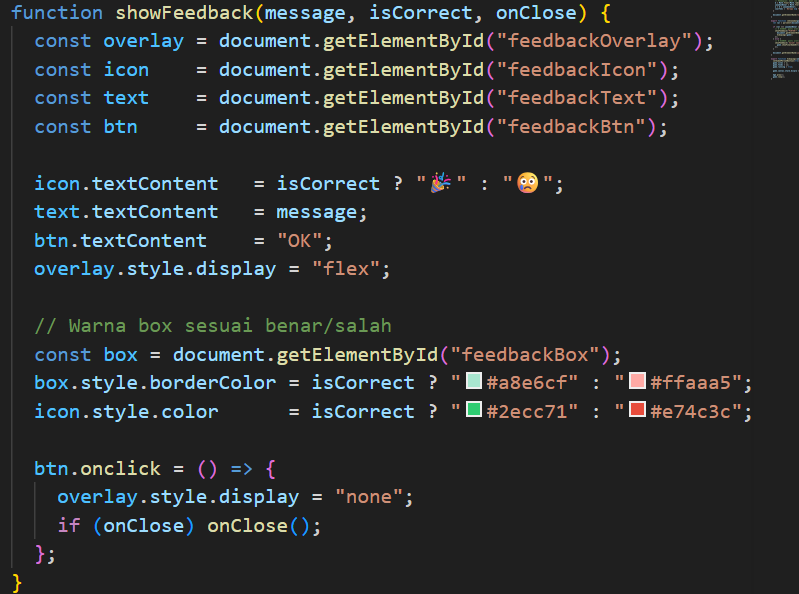 function showFeedback(message, isCorrect, onClose) {
  const overlay = document.getElementById("feedbackOverlay");
  const icon    = document.getElementById("feedbackIcon");
  const text    = document.getElementById("feedbackText");
  const btn     = document.getElementById("feedbackBtn");

  icon.textContent   = isCorrect ? "🎉" : "😢";
  text.textContent   = message;
  btn.textContent    = "OK";
  overlay.style.display = "flex";

  // Warna box sesuai benar/salah
  const box = document.getElementById("feedbackBox");
  box.style.borderColor = isCorrect ? "#a8e6cf" : "#ffaaa5";
  icon.style.color      = isCorrect ? "#2ecc71" : "#e74c3c";

  btn.onclick = () => {
    overlay.style.display = "none";
    if (onClose) onClose();
  };
}